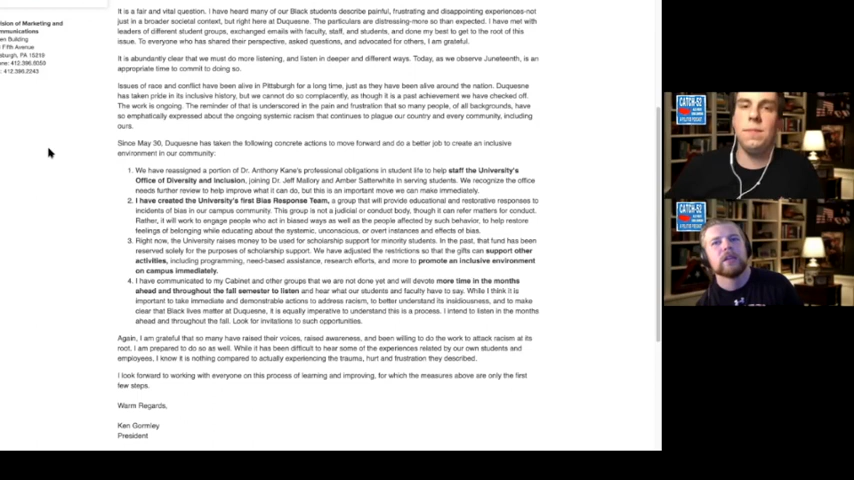 ision of Marketing and
mmunications
en Building
Fifth Avenue
sburgh, PA 15219
ne: 412.396.6050
: 412.396.2243
It is a fair and vital question. I have heard many of our Black students describe painful, frustrating and disappointing experiences-not
just in a broader societal context, but right here at Duquesne. The particulars are distressing-more so than expected. I have met with
leaders of different student groups, exchanged emails with faculty, staff, and students, and done my best to get to the root of this
issue. To everyone who has shared their perspective, asked questions, and advocated for others, I am grateful.
It is abundantly clear that we must do more listening, and listen in deeper and different ways. Today, as we observe Juneteenth, is an
appropriate time to commit to doing so.
Issues of race and conflict have been alive in Pittsburgh for a long time, just as they have been alive around the nation. Duquesne
has taken pride in its inclusive history, but we cannot do so complacently, as though it is a past achievement we have checked off.
The work is ongoing. The reminder of that is underscored in the pain and frustration that so many people, of all backgrounds, have
so emphatically expressed about the ongoing systemic racism that continues to plague our country and every community, including
ours.
Since May 30, Duquesne has taken the following concrete actions to move forward and do a better job to create an inclusive
environment in our community:
1. We have reassigned a portion of Dr. Anthony Kane's professional obligations in student life to help staff the University's
Office of Diversity and Inclusion, joining Dr. Jeff Mallory and Amber Satterwhite in serving students. We recognize the office
needs further review to help improve what it can do, but this is an important move we can make immediately.
2. I have created the University's first Bias Response Team, a group that will provide educational and restorative responses to
incidents of bias in our campus community. This group is not a judicial or conduct body, though it can refer matters for conduct.
Rather, it will work to engage people who act in biased ways as well as the people affected by such behavior, to help restore
feelings of belonging while educating about the systemic, unconscious, or overt instances and effects of bias.
3. Right now, the University raises money to be used for scholarship support for minority students. In the past, that fund has been
reserved solely for the purposes of scholarship support. We have adjusted the restrictions so that the gifts can support other
activities, including programming, need-based assistance, research efforts, and more to promote an inclusive environment
on campus immediately.
4. I have communicated to my Cabinet and other groups that we are not done yet and will devote more time in the months
ahead and throughout the fall semester to listen and hear what our students and faculty have to say. While I think it is
important to take immediate and demonstrable actions to address racism, to better understand its insidiousness, and to make
clear that Black lives matter at Duquesne, it is equally imperative to understand this is a process. I intend to listen in the months
ahead and throughout the fall. Look for invitations to such opportunities.
Again, I am grateful that so many have raised their voices, raised awareness, and been willing to do the work to attack racism at its
root. I am prepared to do so as well. While it has been difficult to hear some of the experiences related by our own students and
employees, I know it is nothing compared to actually experiencing the trauma, hurt and frustration they described.
I look forward to working with everyone on this process of learning and improving, for which the measures above are only the first
few steps.
Warm Regards,
Ken Gormley
President
CATCH-52
CATCH-52